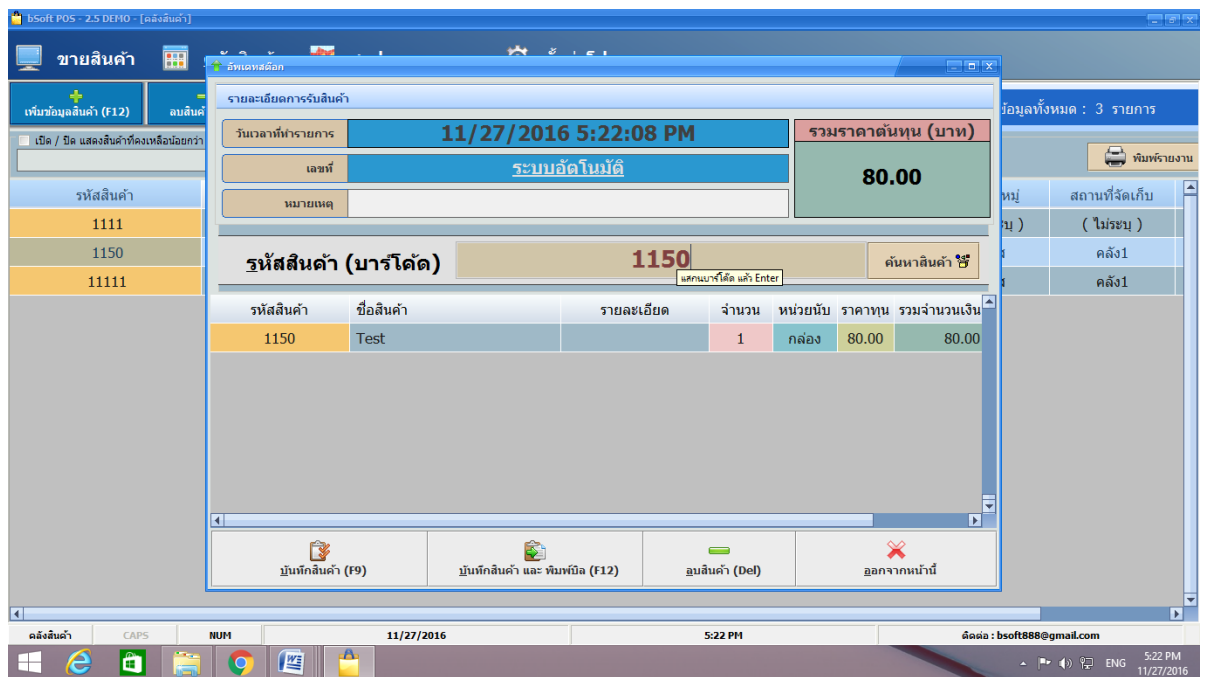 bSoft POS - 2.5 DEMO - [คลังสินค้า]
ขายสินค้า
อัพเดทสต๊อก
เพิ่มข้อมูลสินค้า (F12)
ลบสินค้
รายละเอียดการรับสินค้า
ข้อมูลทั้งหมด : 3 รายการ
เปิด / ปิด แสดงสินค้าที่คงเหลือน้อยกว่า
วันเวลาที่ทำรายการ 11/27/2016 5:22:08 PM
รวมราคาต้นทุน (บาท)
พิมพ์รายงาน
เลขที่ ระบบอัตโนมัติ
80.00
หมายเหตุ
รหัสสินค้า หมู่ สถานที่จัดเก็บ
1111 ( ไม่ระบุ )
1150 คลัง1
11111 คลัง1
รหัสสินค้า (บาร์โค้ด) 1150 ค้นหาสินค้า
แสกนบาร์โค๊ด แล้ว Enter
รหัสสินค้า ชื่อสินค้า รายละเอียด จำนวน หน่วยนับ ราคาทุน รวมจำนวนเงิน
1150 Test 1 กล่อง 80.00 80.00
บันทึกสินค้า (F9) บันทึกสินค้า และ พิมพ์บิล (F12) ลบสินค้า (Del) ออกจากหน้านี้
คลังสินค้า CAPS NUM 11/27/2016 5:22 PM ติดต่อ : bsoft888@gmail.com
ENG 5:22 PM
11/27/2016